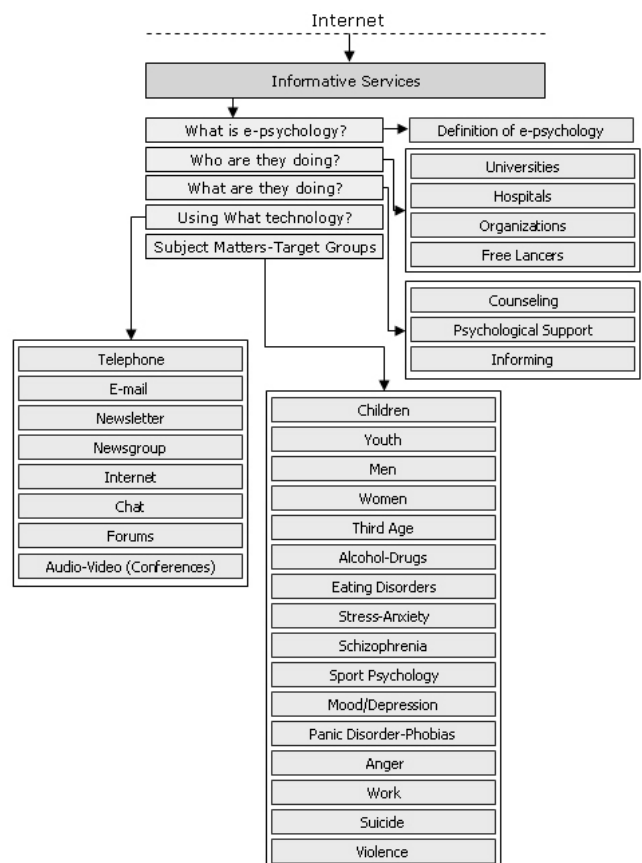 Internet
Informative Services
What is e-psychology?
Definition of e-psychology
Who are they doing?
What are they doing?
Using What technology?
Subject Matters-Target Groups
Universities
Hospitals
Organizations
Free Lancers
Counseling
Psychological Support
Informing
Telephone
E-mail
Newsletter
Newsgroup
Internet
Chat
Forums
Audio-Video (Conferences)
Children
Youth
Men
Women
Third Age
Alcohol-Drugs
Eating Disorders
Stress-Anxiety
Schizophrenia
Sport Psychology
Mood/Depression
Panic Disorder-Phobias
Anger
Work
Suicide
Violence